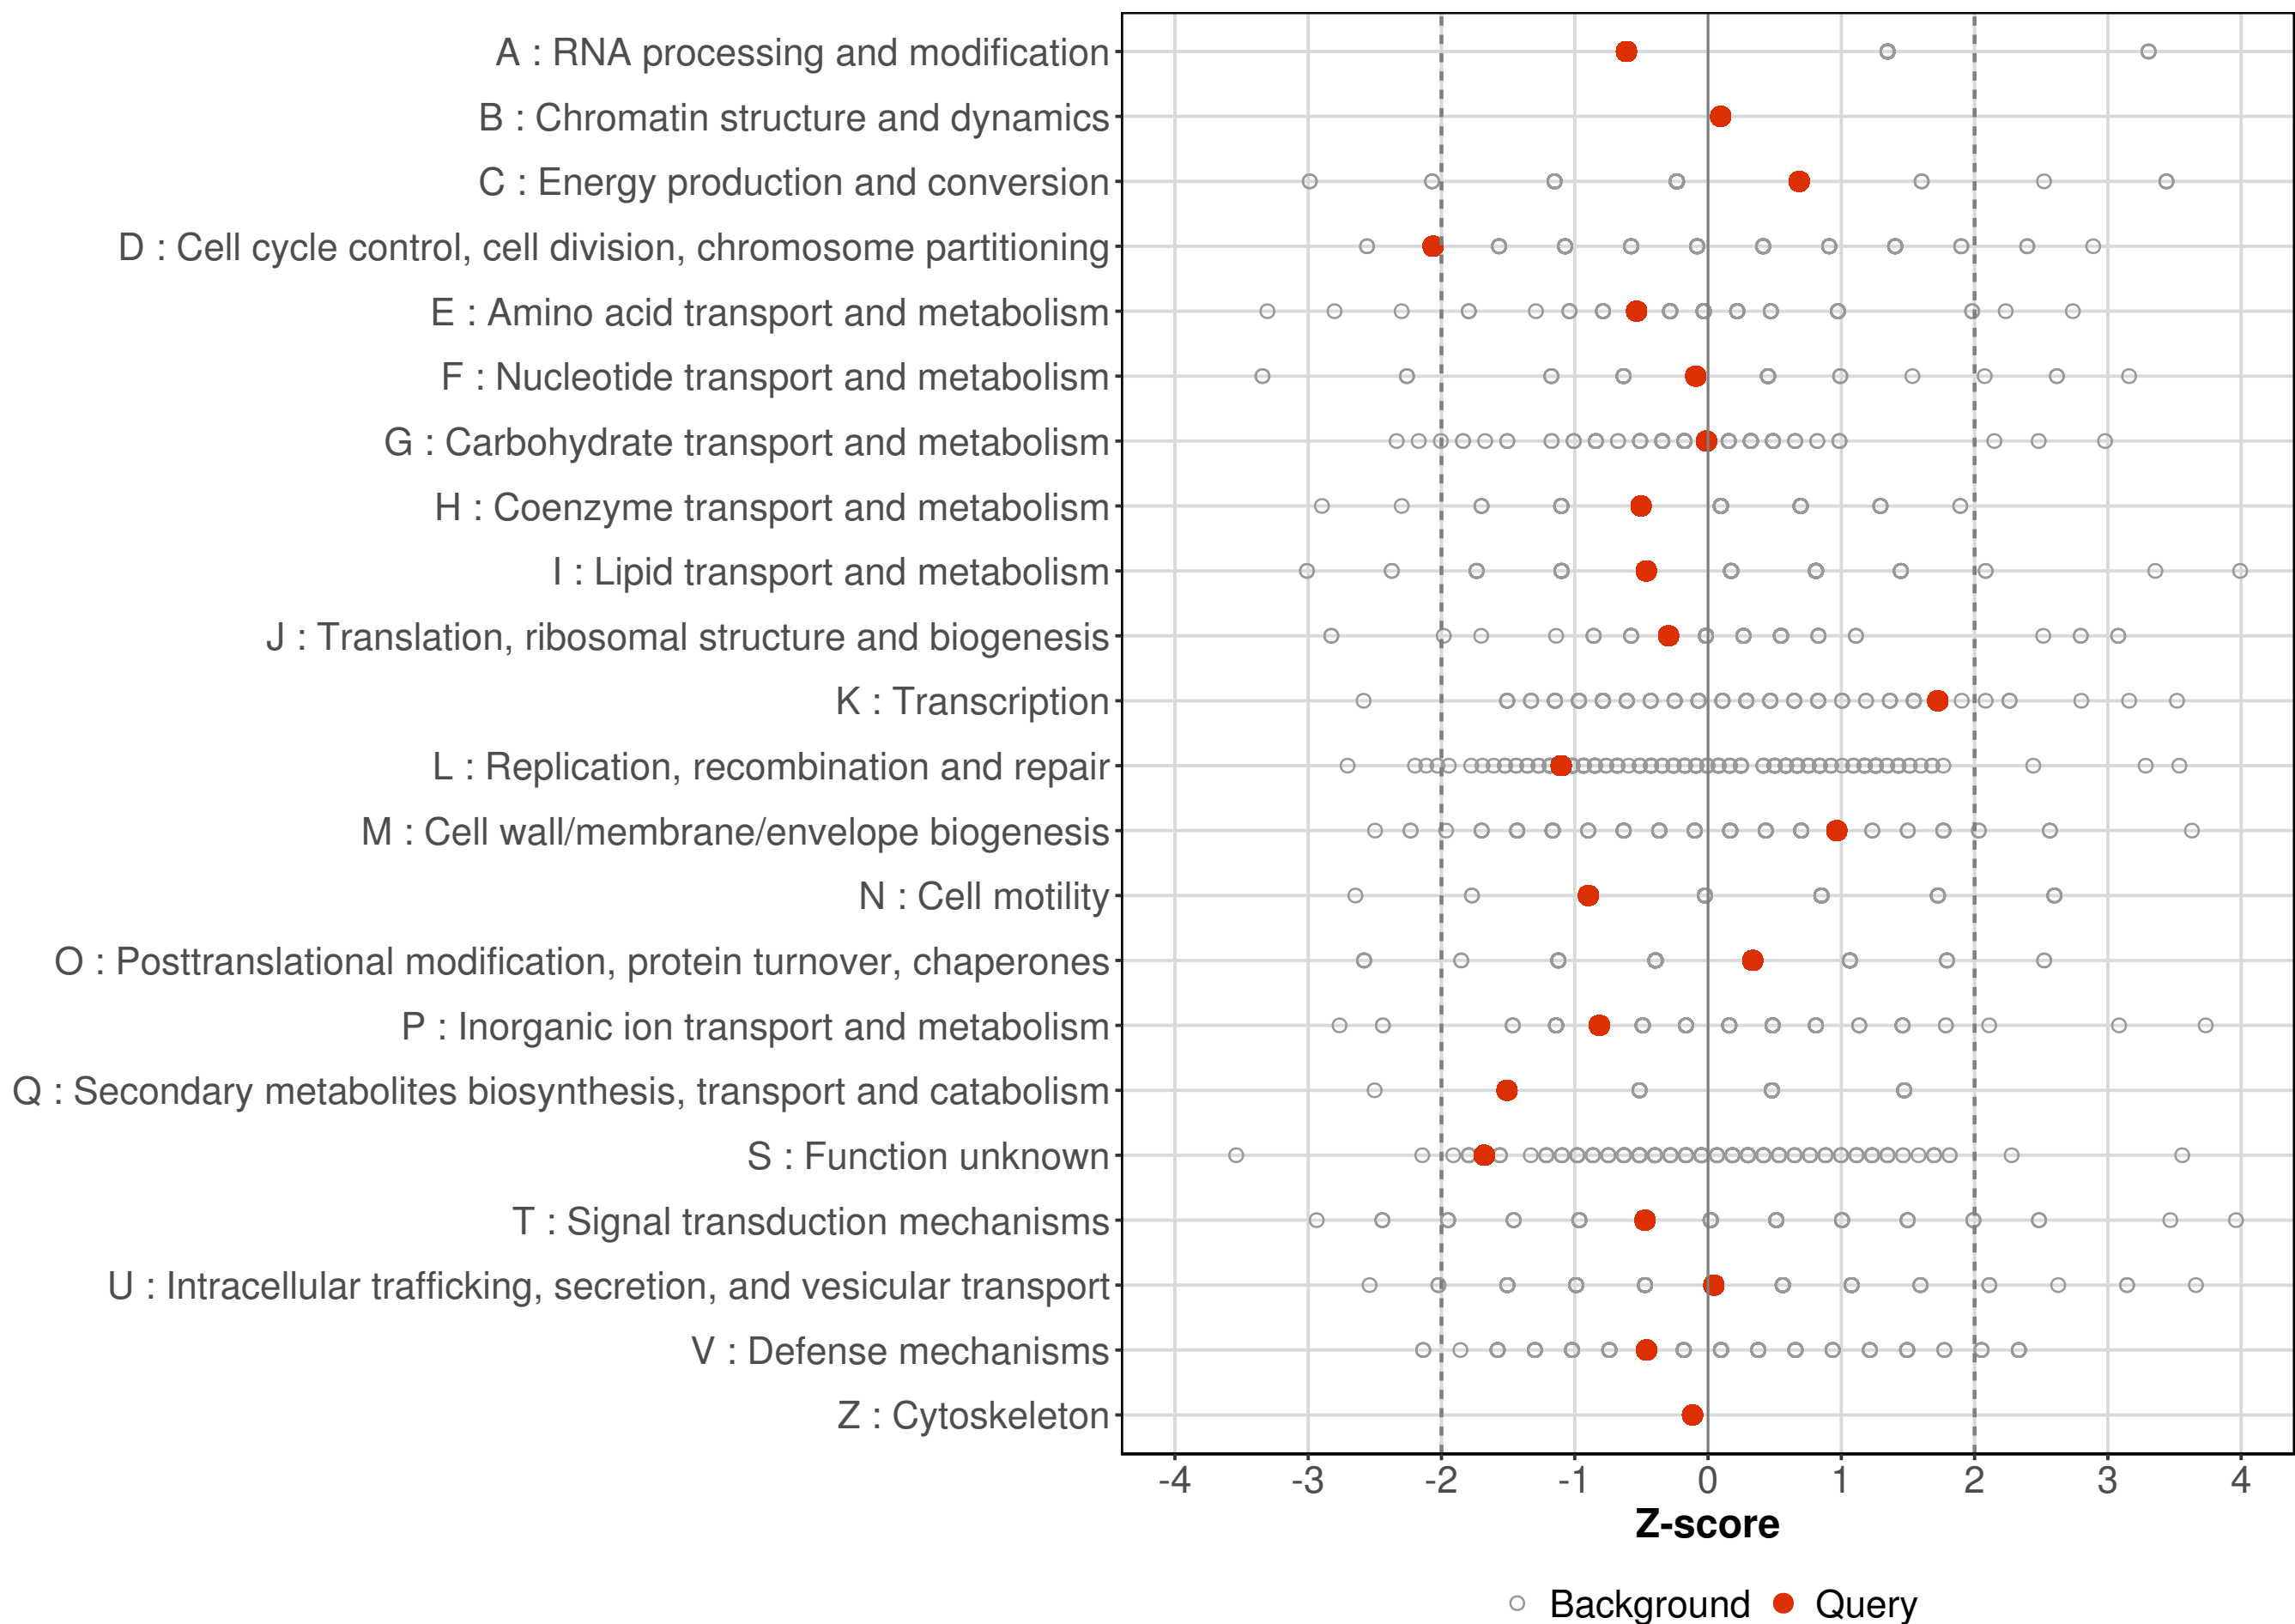 A : RNA processing and modification
B : Chromatin structure and dynamics
C : Energy production and conversion
D : Cell cycle control, cell division, chromosome partitioning
E : Amino acid transport and metabolism
F : Nucleotide transport and metabolism
G : Carbohydrate transport and metabolism
H : Coenzyme transport and metabolism
I : Lipid transport and metabolism
J : Translation, ribosomal structure and biogenesis
K : Transcription
L : Replication, recombination and repair
M : Cell wall/membrane/envelope biogenesis
N : Cell motility
O : Posttranslational modification, protein turnover, chaperones
P : Inorganic ion transport and metabolism
Q : Secondary metabolites biosynthesis, transport and catabolism
S : Function unknown
T : Signal transduction mechanisms
U : Intracellular trafficking, secretion, and vesicular transport
V : Defense mechanisms
Z : Cytoskeleton
-4 -3 -2 -1 0 1 2 3 4
Z-score
Background Query